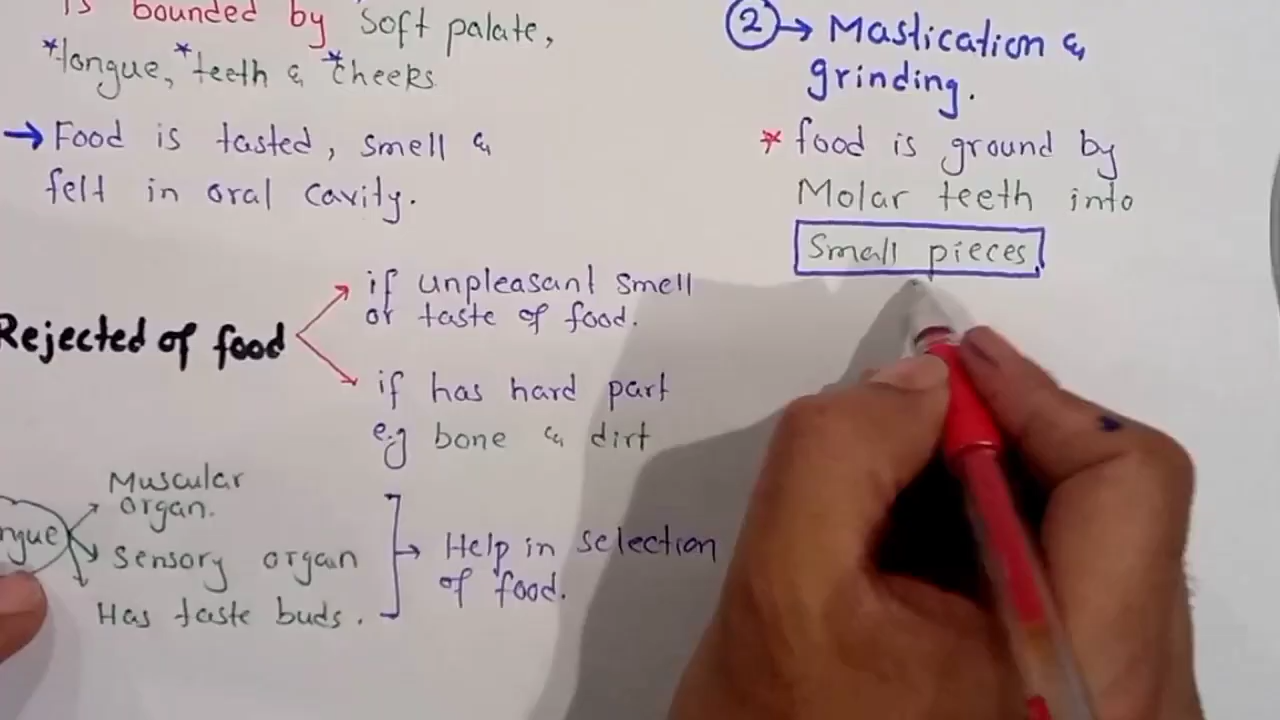 is bounded by soft palate,
*tongue, *teeth & *cheeks
→ Food is tasted, smell &
felt in oral cavity.
Rejected of food
if unpleasant smell
or taste of food.
if has hard part
e.g bone & dirt
ngue
Muscular
organ.
Sensory organ
Has taste buds.
→ Help in selection
of food.
② → Mastication &
grinding.
* food is ground by
Molar teeth into
Small pieces.